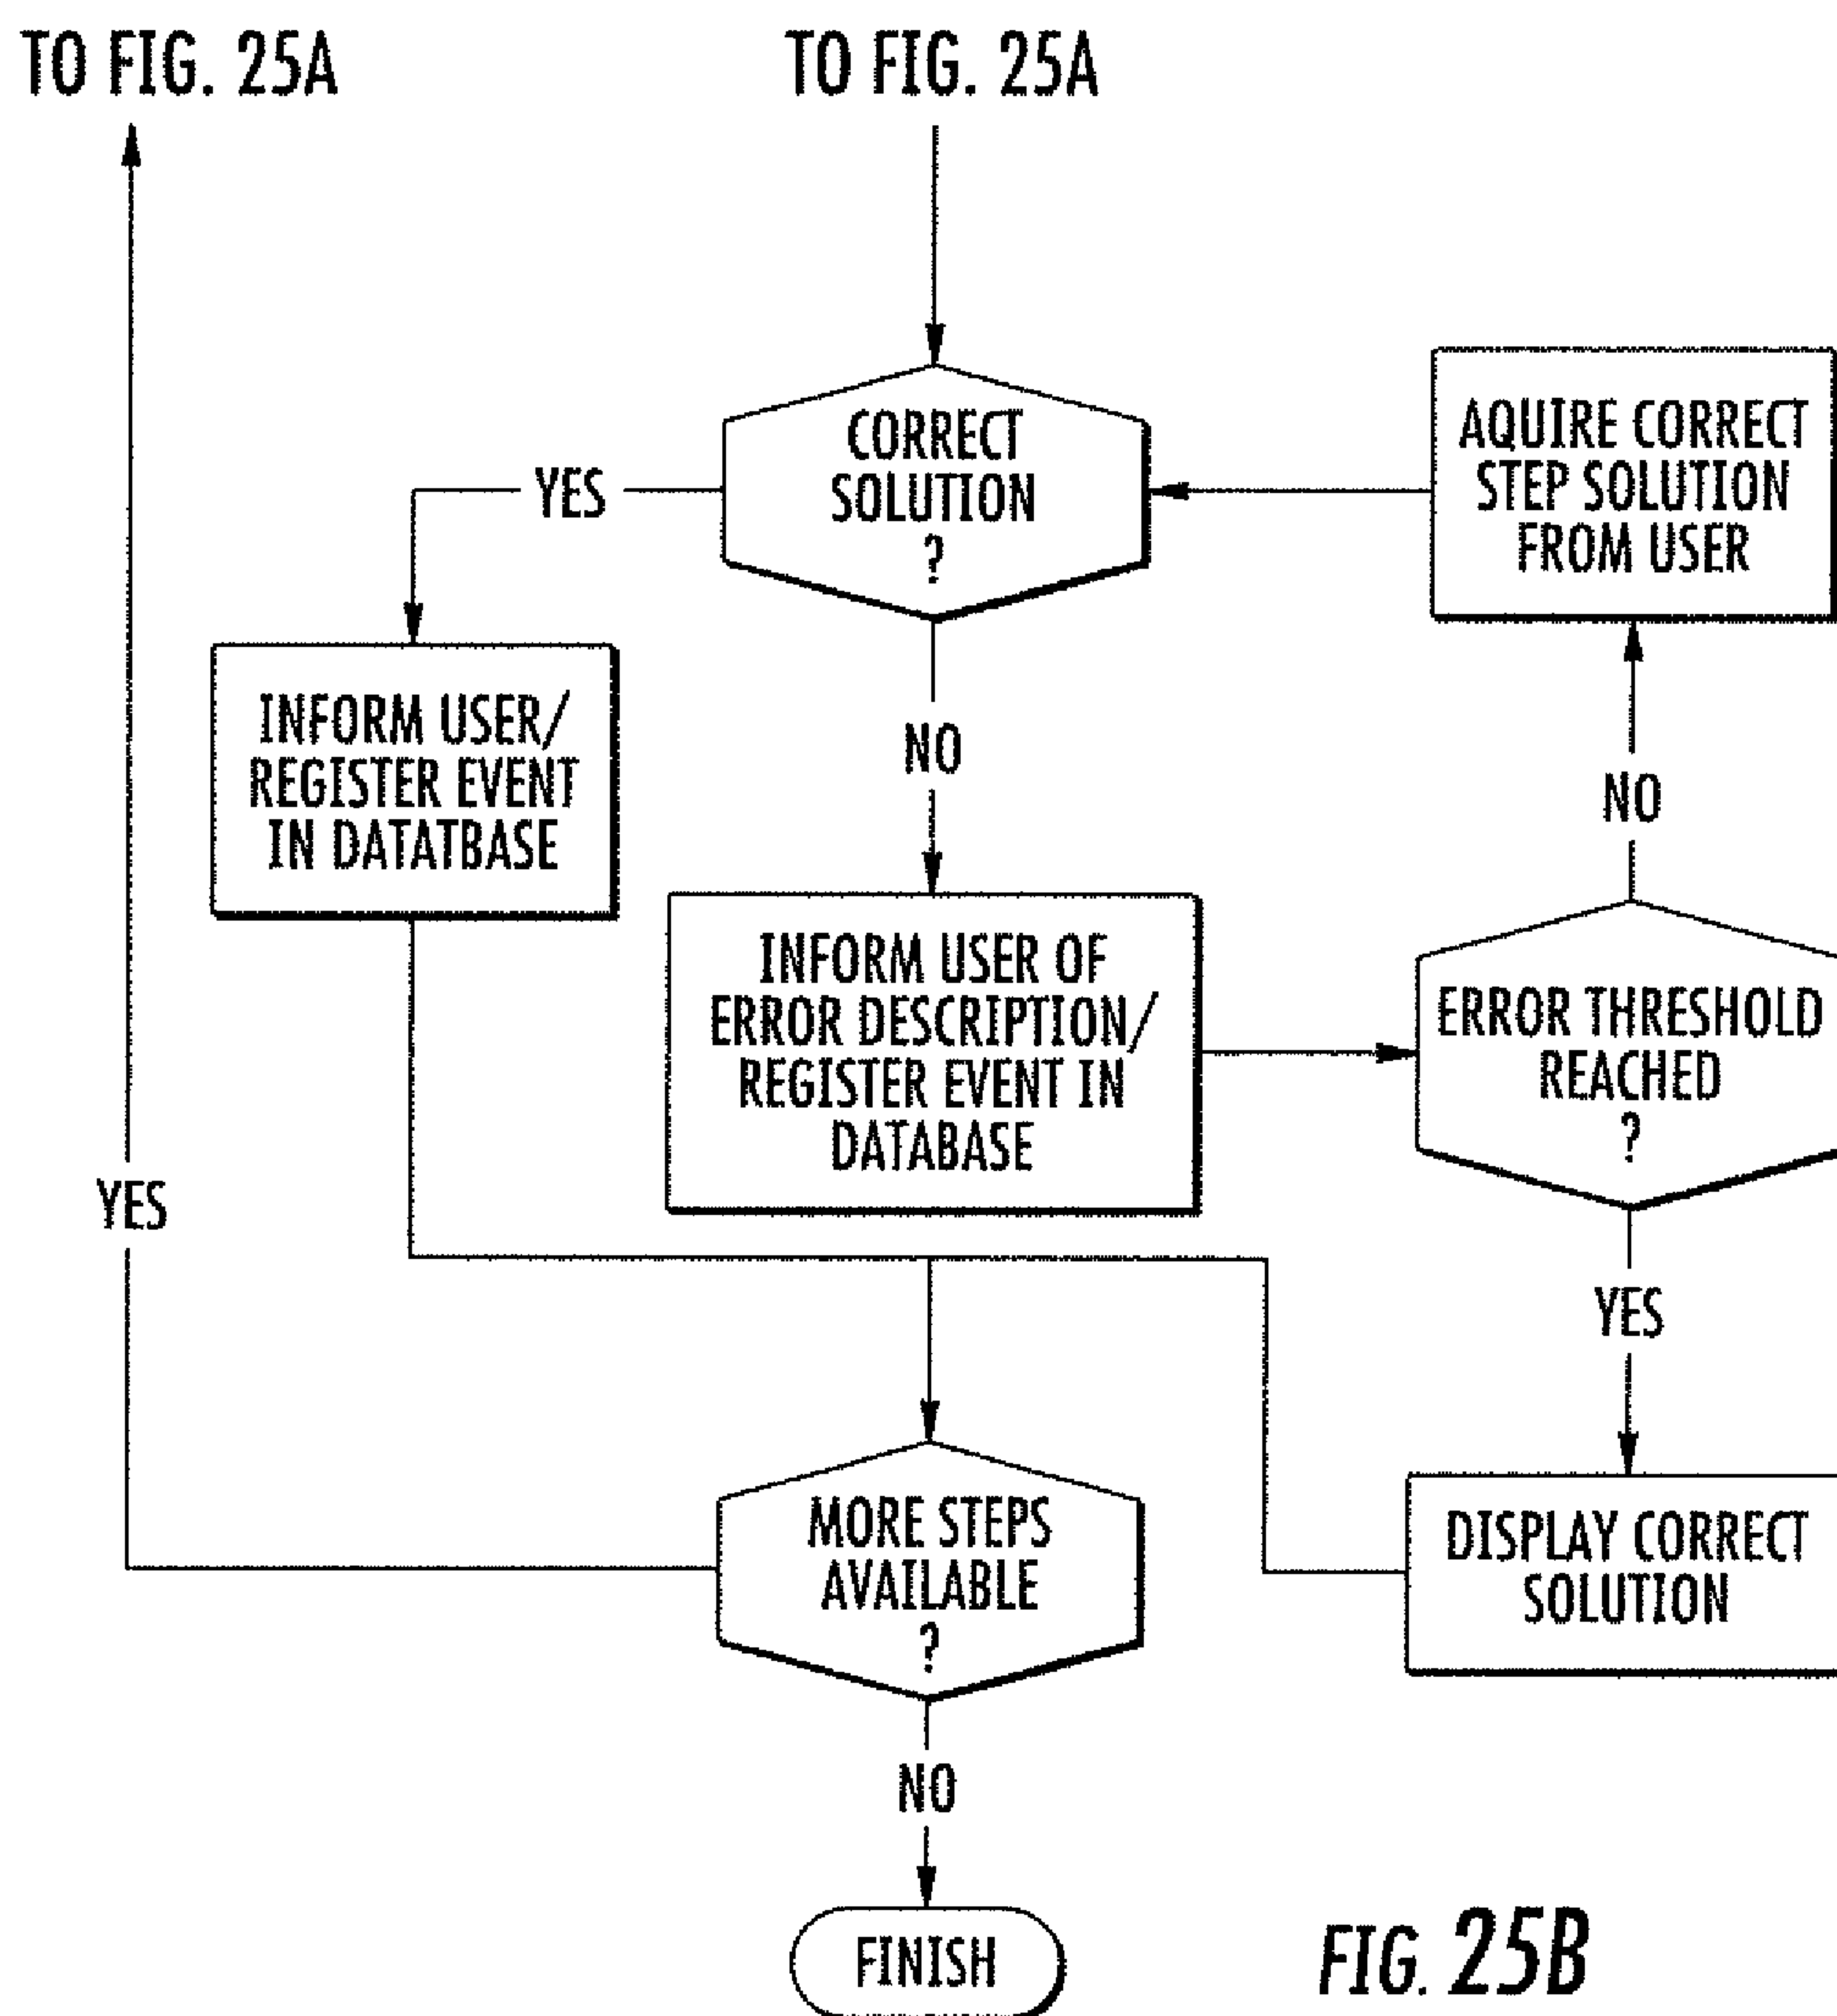 TO FIG. 25A
TO FIG. 25A
CORRECT
SOLUTION
?
YES
AQUIRE CORRECT
STEP SOLUTION
FROM USER
INFORM USER/
REGISTER EVENT
IN DATATBASE
NO
NO
INFORM USER OF
ERROR DESCRIPTION/
REGISTER EVENT IN
DATABASE
ERROR THRESHOLD
REACHED
?
YES
YES
MORE STEPS
AVAILABLE
?
DISPLAY CORRECT
SOLUTION
NO
FINISH
FIG. 25B